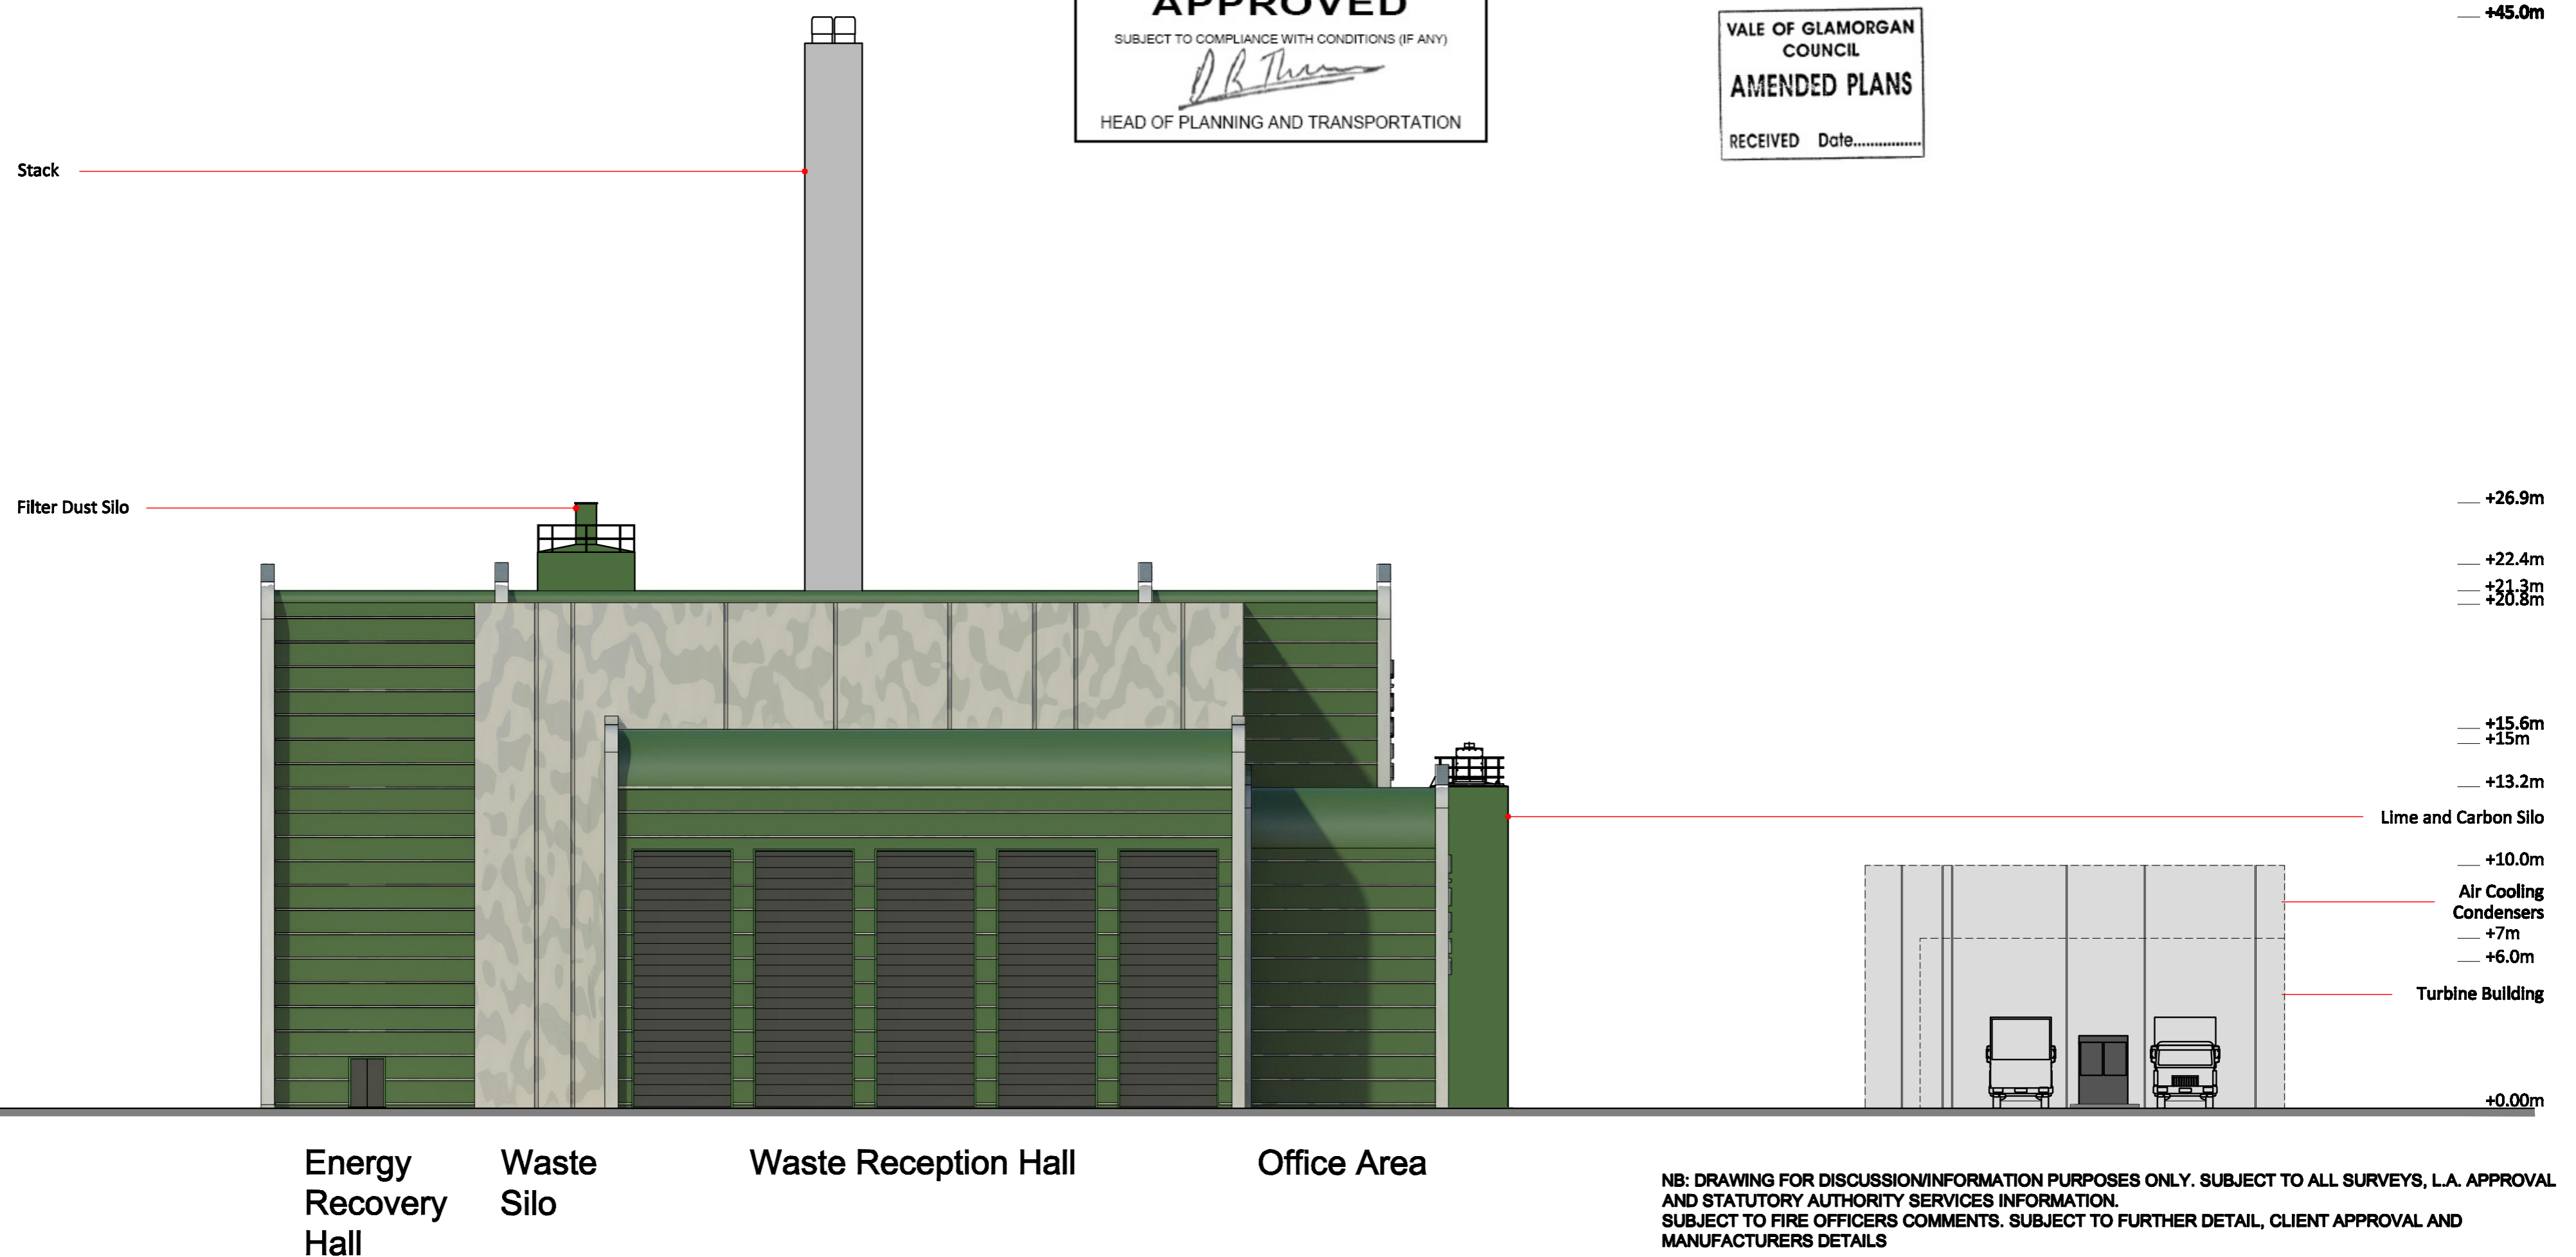 APPROVED
SUBJECT TO COMPLIANCE WITH CONDITIONS (IF ANY)
HEAD OF PLANNING AND TRANSPORTATION
VALE OF GLAMORGAN
COUNCIL
AMENDED PLANS
RECEIVED Date................
+45.0m
Stack
Filter Dust Silo
+26.9m
+22.4m
+21.3m
+20.8m
+15.6m
+15m
+13.2m
Lime and Carbon Silo
+10.0m
Air Cooling
Condensers
+7m
+6.0m
Turbine Building
+0.00m
Energy
Recovery
Hall
Waste
Silo
Waste Reception Hall
Office Area
NB: DRAWING FOR DISCUSSION/INFORMATION PURPOSES ONLY. SUBJECT TO ALL SURVEYS, L.A. APPROVAL
AND STATUTORY AUTHORITY SERVICES INFORMATION.
SUBJECT TO FIRE OFFICERS COMMENTS. SUBJECT TO FURTHER DETAIL, CLIENT APPROVAL AND
MANUFACTURERS DETAILS